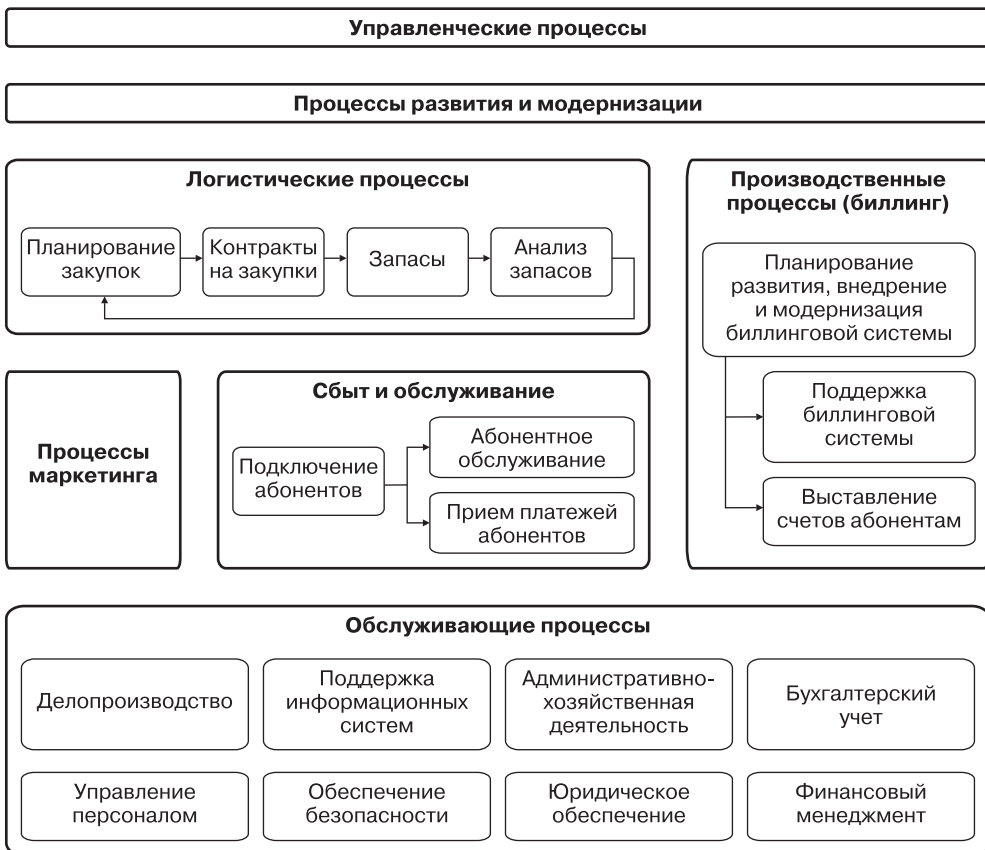 Управленческие процессы
Процессы развития и модернизации
Логистические процессы
Планирование
закупок
Контракты
на закупки
Запасы
Анализ
запасов
Производственные
процессы (биллинг)
Планирование
развития, внедрение
и модернизация
биллинговой системы
Поддержка
биллинговой
системы
Выставление
счетов абонентам
Процессы
маркетинга
Сбыт и обслуживание
Подключение
абонентов
Абонентное
обслуживание
Прием платежей
абонентов
Обслуживающие процессы
Делопроизводство
Поддержка
информационных
систем
Административно-
хозяйственная
деятельность
Бухгалтерский
учет
Управление
персоналом
Обеспечение
безопасности
Юридическое
обеспечение
Финансовый
менеджмент